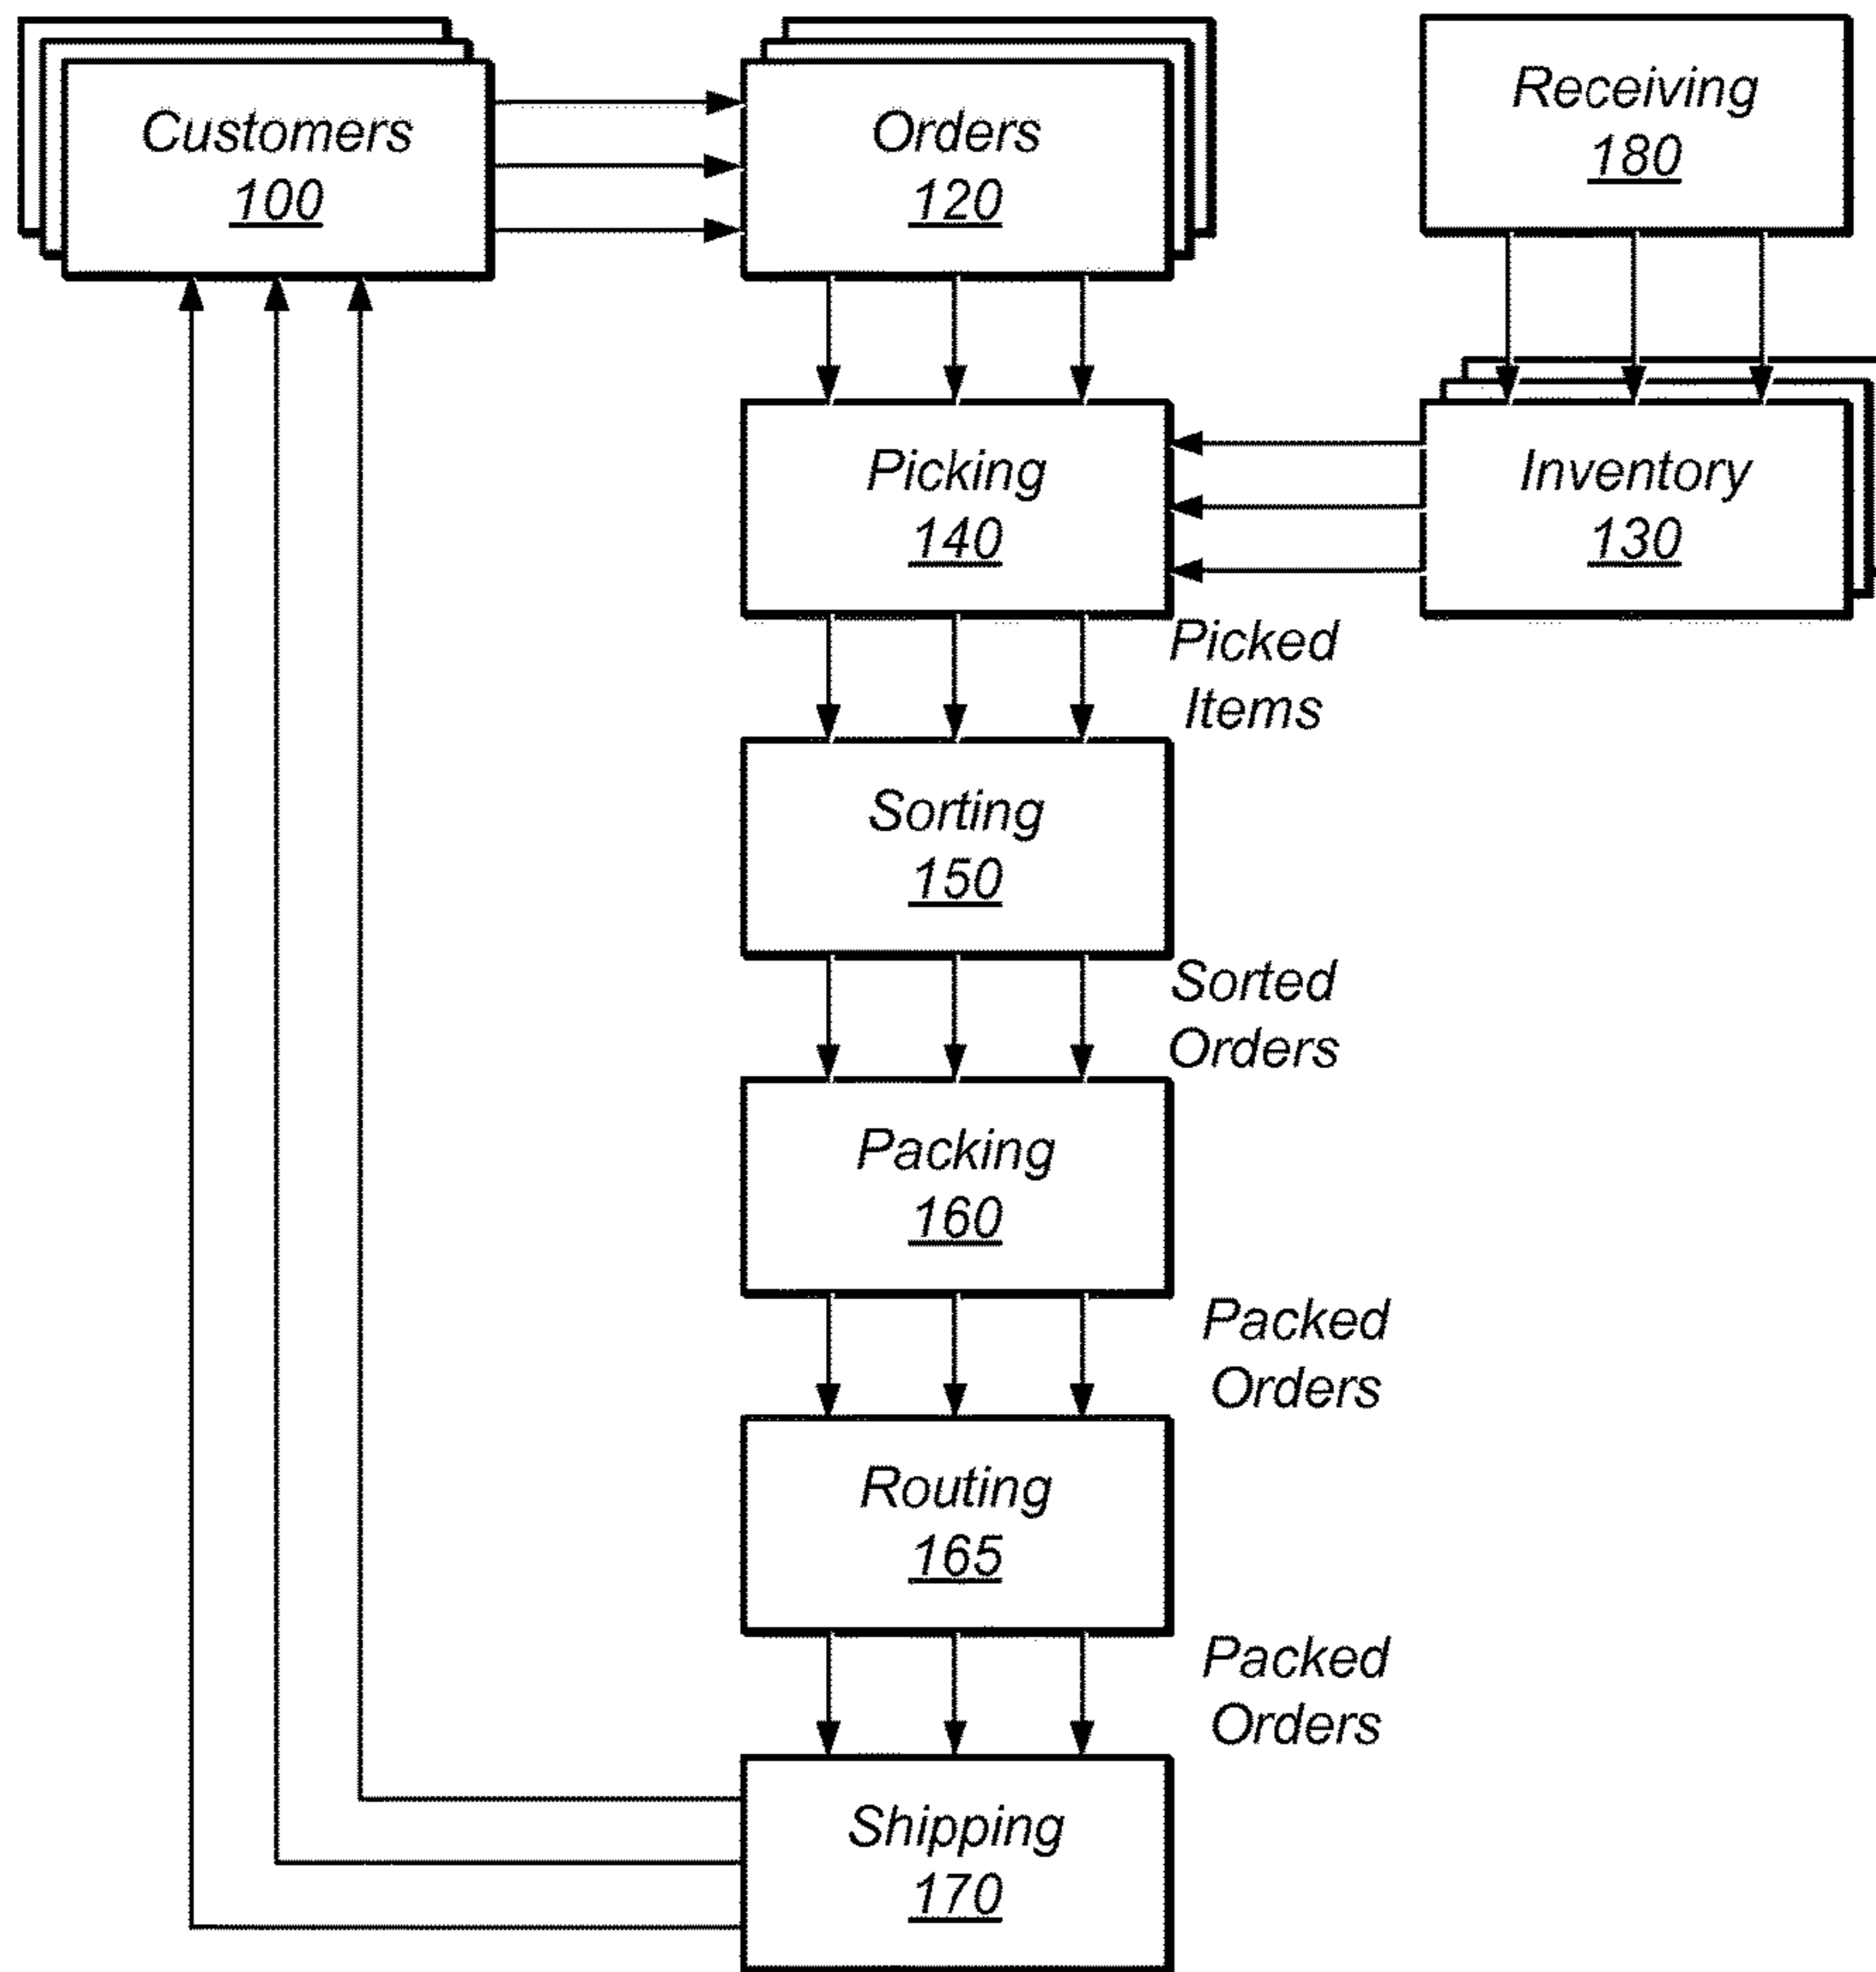 Customers
100
Orders
120
Receiving
180
Picking
140
Inventory
130
Picked
Items
Sorting
150
Sorted
Orders
Packing
160
Packed
Orders
Routing
165
Packed
Orders
Shipping
170